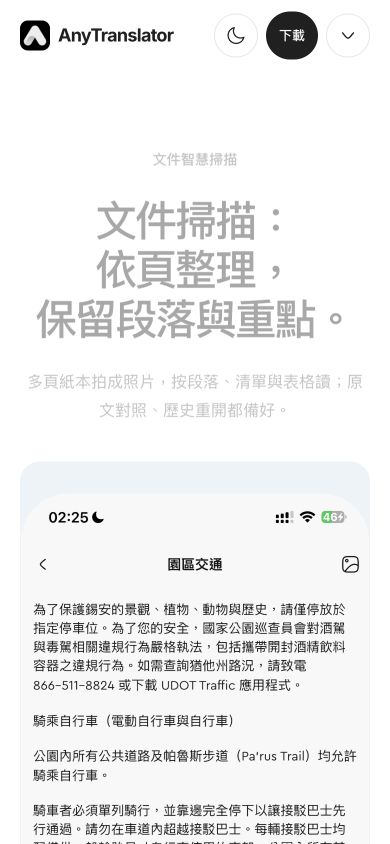 AnyTranslator
下載
文件智慧掃描
文件掃描：
依頁整理，
保留段落與重點。
多頁紙本拍成照片，按段落、清單與表格讀；原
文對照、歷史重開都備好。
02:25
46
園區交通
為了保護錫安的景觀、植物、動物與歷史，請僅停放於
指定停車位。為了您的安全，國家公園巡查員會對酒駕
與毒駕相關違規行為嚴格執法，包括攜帶開封酒精飲料
容器之違規行為。如需查詢猶他州路況，請致電
866-511-8824 或下載 UDOT Traffic 應用程式。
騎乘自行車（電動自行車與自行車）
公園內所有公共道路及帕魯斯步道（Pa'rus Trail）均允許
騎乘自行車。
騎車者必須單列騎行，並靠邊完全停下以讓接駁巴士先
行通過。請勿在車道內超越接駁巴士。每輛接駁巴士均